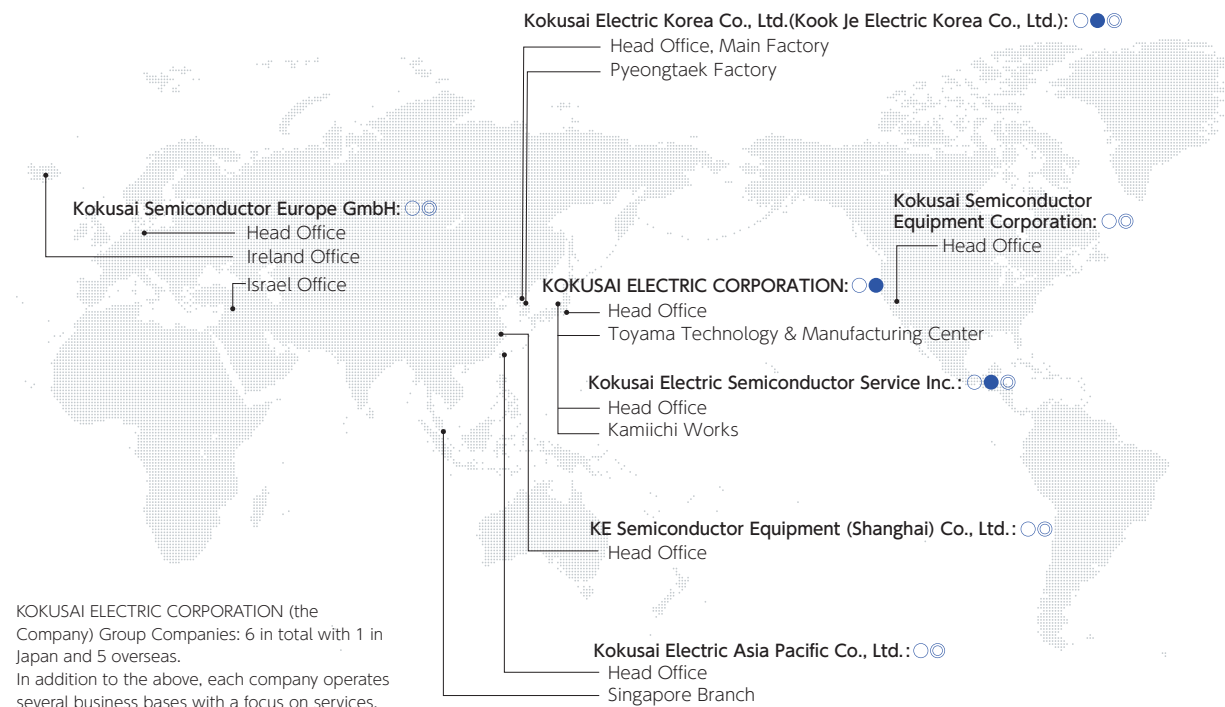 Kokusai Electric Korea Co., Ltd.(Kook Je Electric Korea Co., Ltd.): ○●◎
Head Office, Main Factory
Pyeongtaek Factory
Kokusai Semiconductor Europe GmbH: ○◎
Head Office
Ireland Office
Israel Office
Kokusai Semiconductor
Equipment Corporation: ○◎
Head Office
KOKUSAI ELECTRIC CORPORATION: ○●
Head Office
Toyama Technology & Manufacturing Center
Kokusai Electric Semiconductor Service Inc.: ○●◎
Head Office
Kamiichi Works
KE Semiconductor Equipment (Shanghai) Co., Ltd.: ○◎
Head Office
Kokusai Electric Asia Pacific Co., Ltd.: ○◎
Head Office
Singapore Branch
KOKUSAI ELECTRIC CORPORATION (the
Company) Group Companies: 6 in total with 1 in
Japan and 5 overseas.
In addition to the above, each company operates
several business bases with a focus on services.